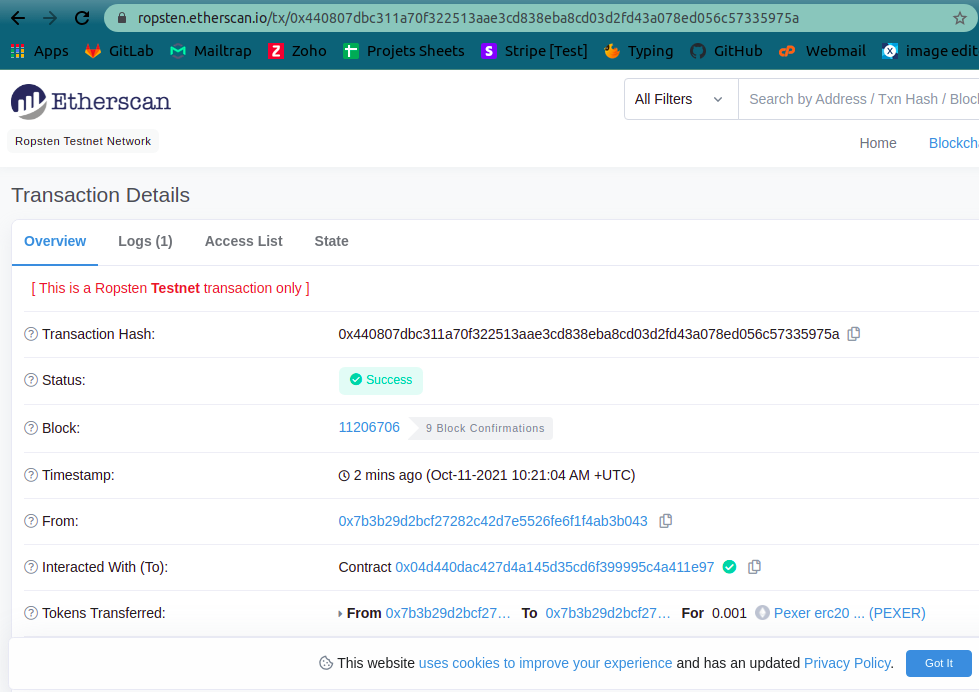 ropsten.etherscan.io/tx/0x440807dbc311a70f322513aae3cd838eba8cd03d2fd43a078ed056c57335975a
Apps GitLab Mailtrap Zoho Projets Sheets Stripe [Test] Typing GitHub Webmail image edit
Etherscan
All Filters Search by Address / Txn Hash / Bloc
Ropsten Testnet Network
Home Blockcha
Transaction Details
Overview Logs (1) Access List State
[ This is a Ropsten Testnet transaction only ]
Transaction Hash: 0x440807dbc311a70f322513aae3cd838eba8cd03d2fd43a078ed056c57335975a
Status: Success
Block: 11206706 9 Block Confirmations
Timestamp: 2 mins ago (Oct-11-2021 10:21:04 AM +UTC)
From: 0x7b3b29d2bcf27282c42d7e5526fe6f1f4ab3b043
Interacted With (To): Contract 0x04d440dac427d4a145d35cd6f399995c4a411e97
Tokens Transferred: From 0x7b3b29d2bcf27... To 0x7b3b29d2bcf27... For 0.001 Pexer erc20 ... (PEXER)
This website uses cookies to improve your experience and has an updated Privacy Policy. Got It